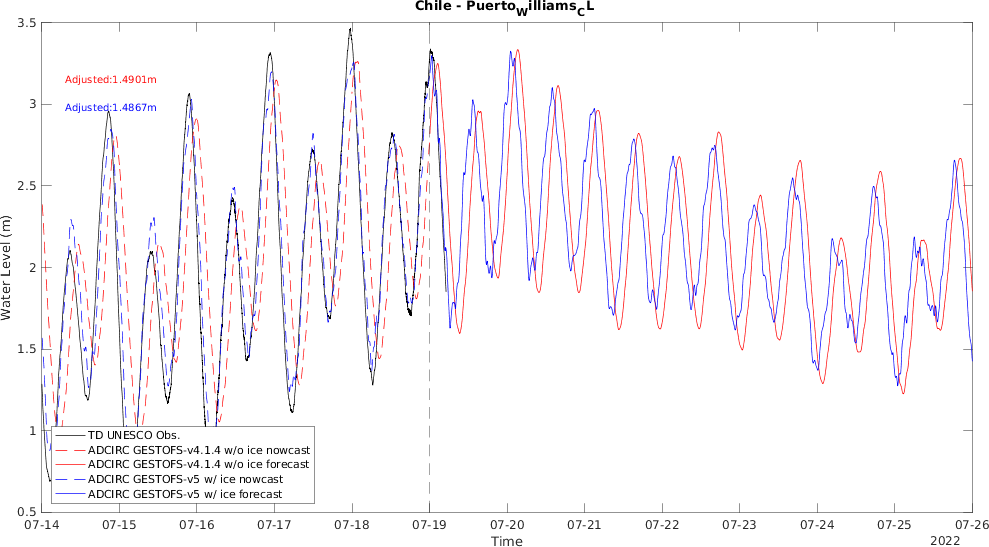 Chile - PuertoWilliamsCL
3.5
3
2.5
2
1.5
1
0.5
Water Level (m)
Adjusted:1.4901m
Adjusted:1.4867m
TD UNESCO Obs.
ADCIRC GESTOFS-v4.1.4 w/o ice nowcast
ADCIRC GESTOFS-v4.1.4 w/o ice forecast
ADCIRC GESTOFS-v5 w/ ice nowcast
ADCIRC GESTOFS-v5 w/ ice forecast
07-14 07-15 07-16 07-17 07-18 07-19 07-20 07-21 07-22 07-23 07-24 07-25 07-26
Time
2022